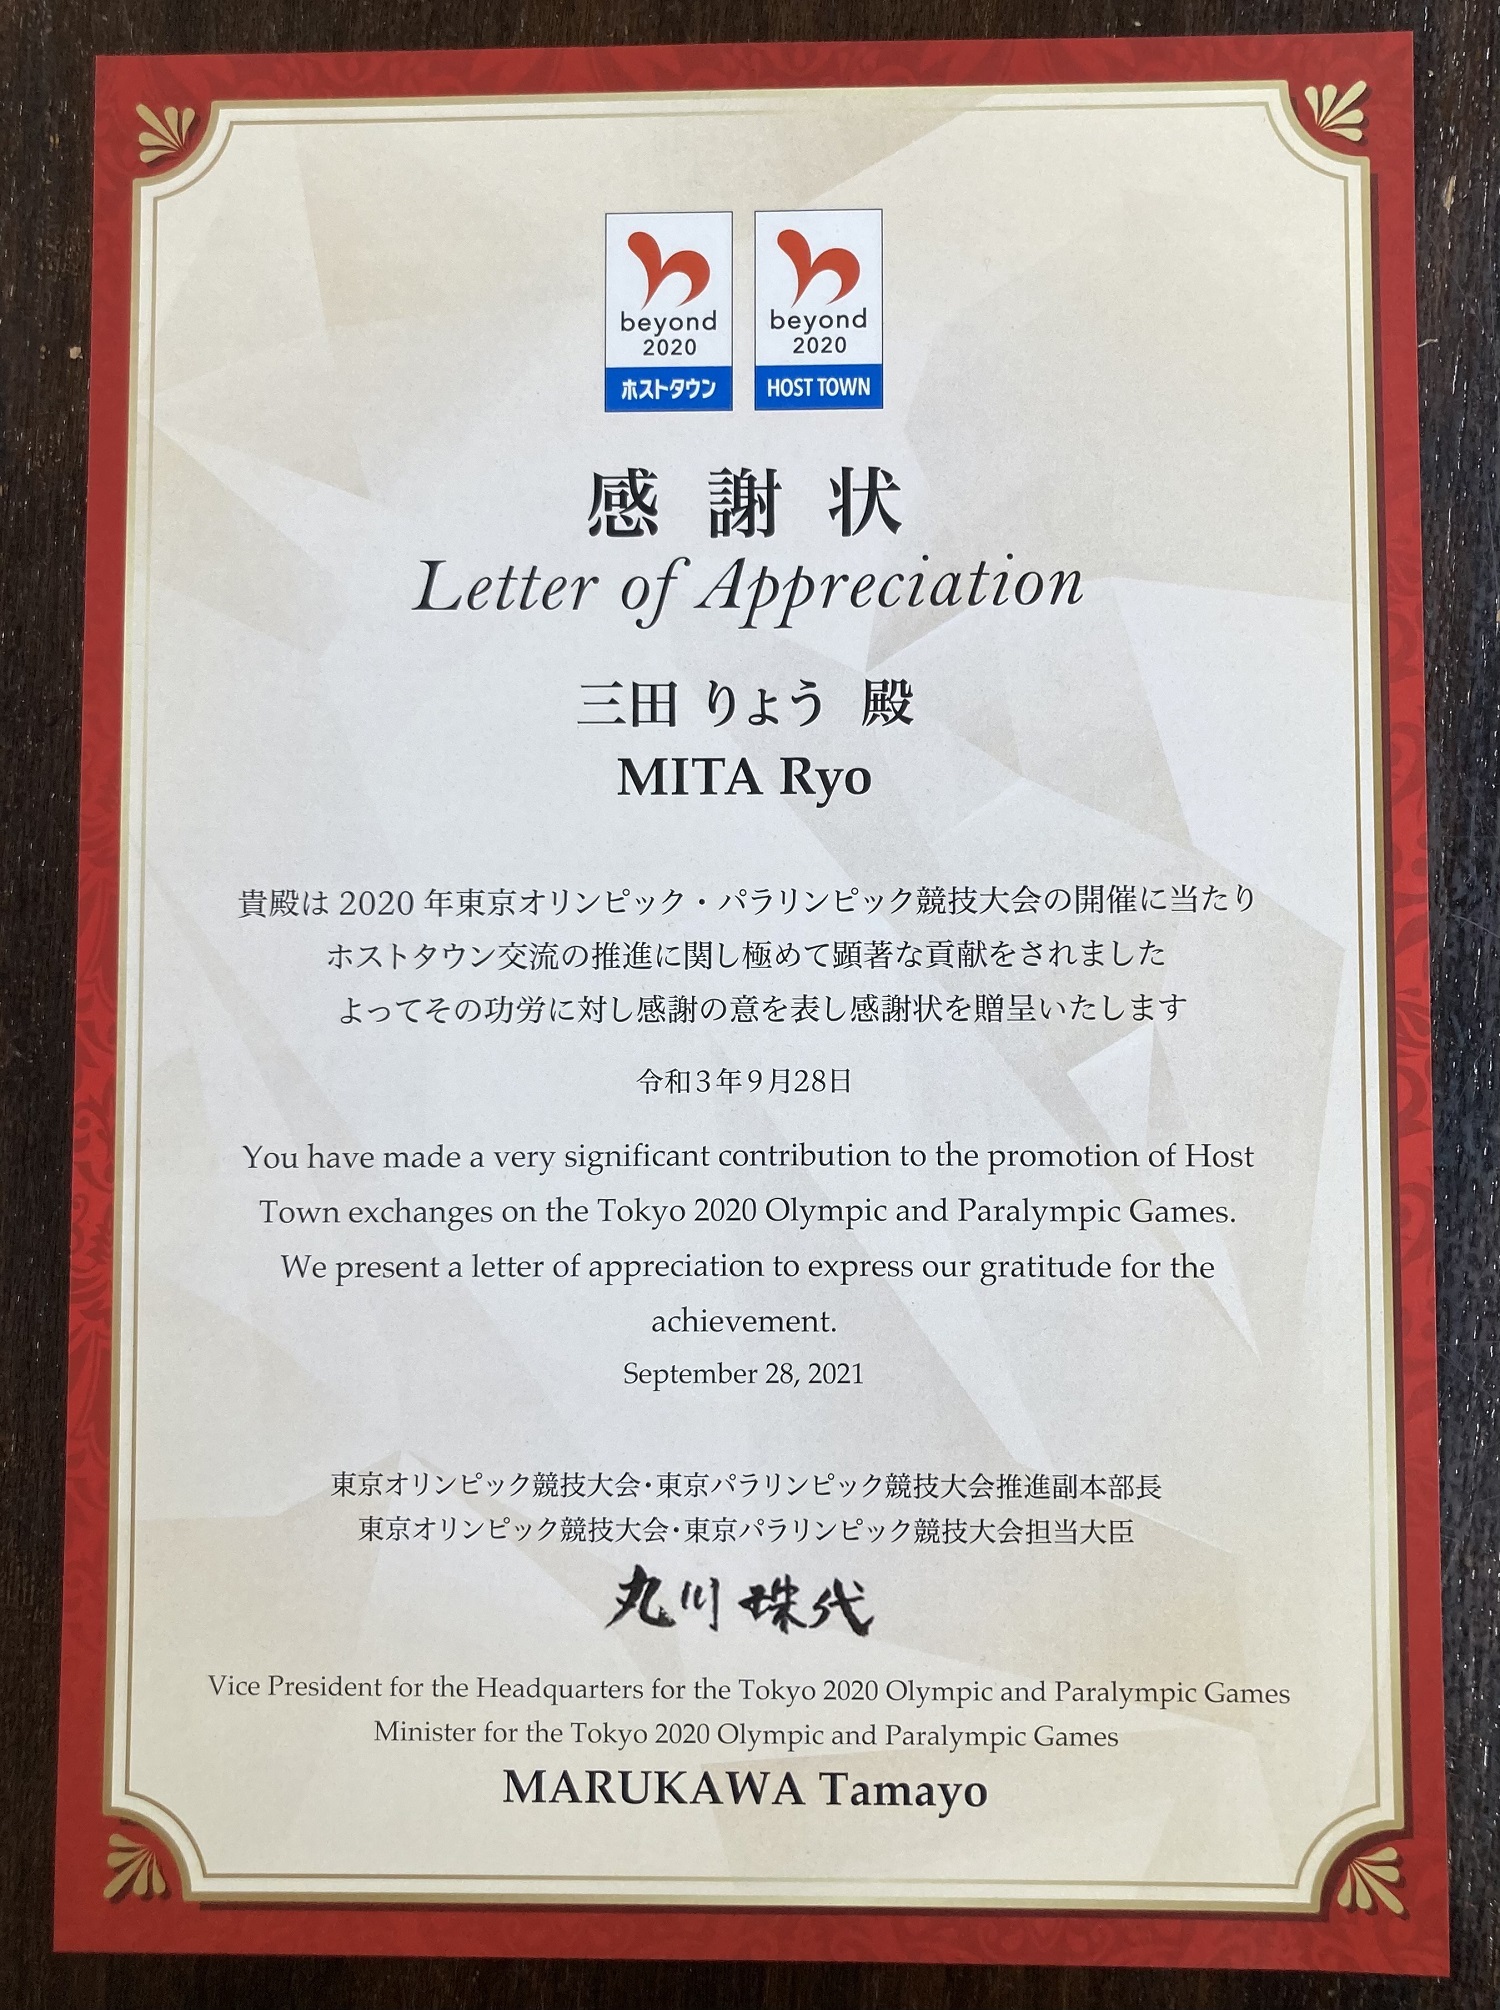 beyond
2020
ホストタウン
beyond
2020
HOST TOWN
感謝状
Letter of Appreciation
三田 りょう 殿
MITA Ryo
貴殿は 2020 年東京オリンピック・パラリンピック競技大会の開催に当たり
ホストタウン交流の推進に関し極めて顕著な貢献をされました
よってその功労に対し感謝の意を表し感謝状を贈呈いたします
令和3年9月28日
You have made a very significant contribution to the promotion of Host
Town exchanges on the Tokyo 2020 Olympic and Paralympic Games.
We present a letter of appreciation to express our gratitude for the
achievement.
September 28, 2021
東京オリンピック競技大会・東京パラリンピック競技大会推進副本部長
東京オリンピック競技大会・東京パラリンピック競技大会担当大臣
丸川 珠代
Vice President for the Headquarters for the Tokyo 2020 Olympic and Paralympic Games
Minister for the Tokyo 2020 Olympic and Paralympic Games
MARUKAWA Tamayo